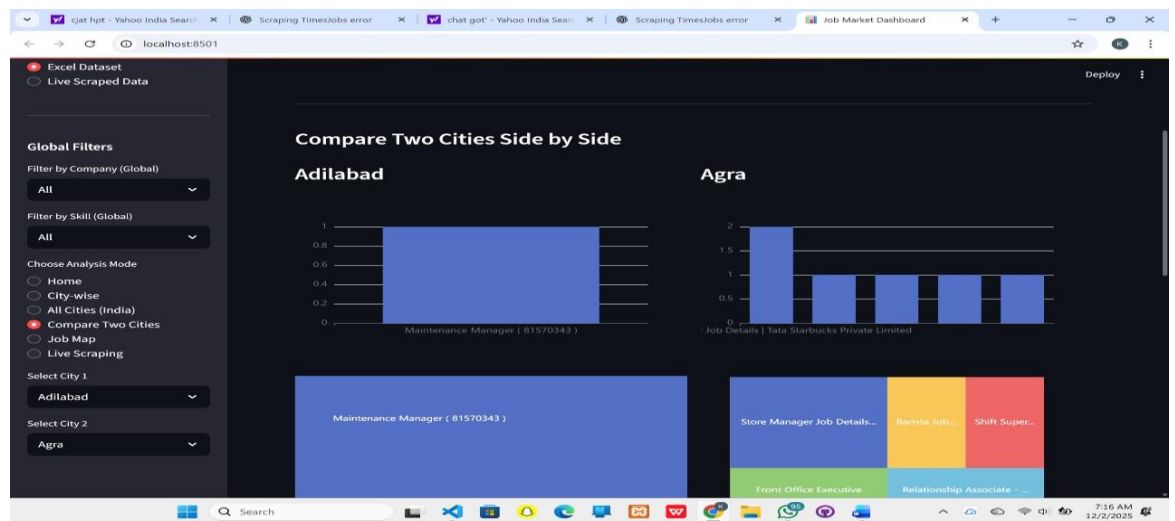 cjat hpt - Yahoo India Search
Scraping TimesJobs error
chat got' - Yahoo India Sear
Scraping TimesJobs error
Job Market Dashboard
localhost:8501
K
Deploy
Excel Dataset
Live Scraped Data
Global Filters
Filter by Company (Global)
All
Filter by Skill (Global)
All
Choose Analysis Mode
Home
City-wise
All Cities (India)
Compare Two Cities
Job Map
Live Scraping
Select City 1
Adilabad
Select City 2
Agra
Compare Two Cities Side by Side
Adilabad
1
0.8
0.6
0.4
0.2
0
Maintenance Manager ( 81570343 )
Maintenance Manager ( 81570343 )
Agra
2
1.5
1
0.5
0
Job Details | Tata Starbucks Private Limited
Store Manager Job Details...
Barista Job...
Shift Super...
Front Office Executive
Relationship Associate - ...
Search
7:16 AM
12/2/2025